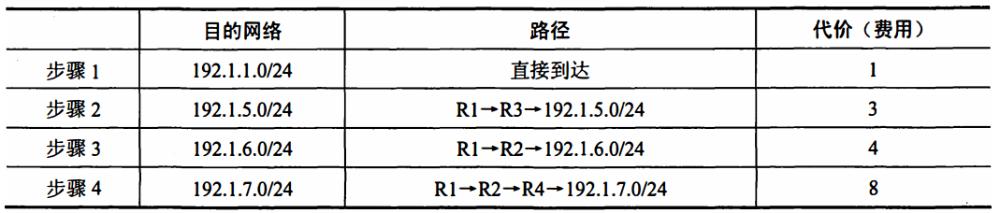 目的网络 路径 代价（费用）
步骤 1 192.1.1.0/24 直接到达 1
步骤 2 192.1.5.0/24 R1→R3→192.1.5.0/24 3
步骤 3 192.1.6.0/24 R1→R2→192.1.6.0/24 4
步骤 4 192.1.7.0/24 R1→R2→R4→192.1.7.0/24 8